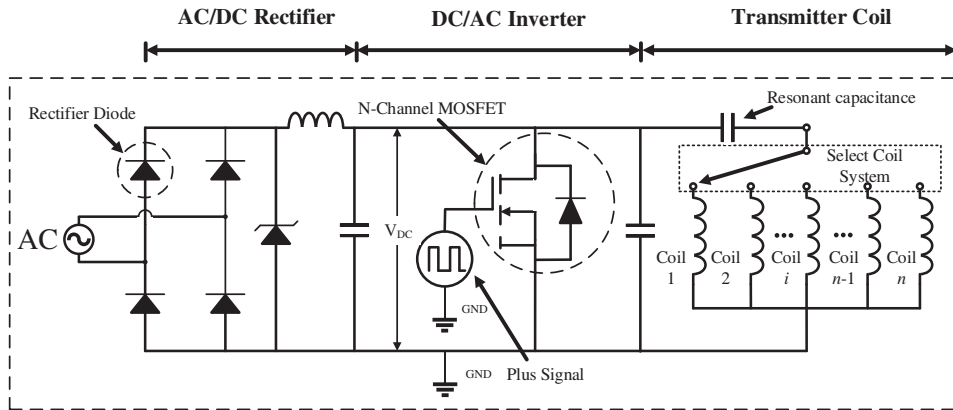 AC/DC Rectifier
DC/AC Inverter
Transmitter Coil
Rectifier Diode
N-Channel MOSFET
Resonant capacitance
Select Coil
System
AC
V_DC
Coil
1
Coil
2
Coil
i
Coil
n-1
Coil
n
GND
GND
Plus Signal